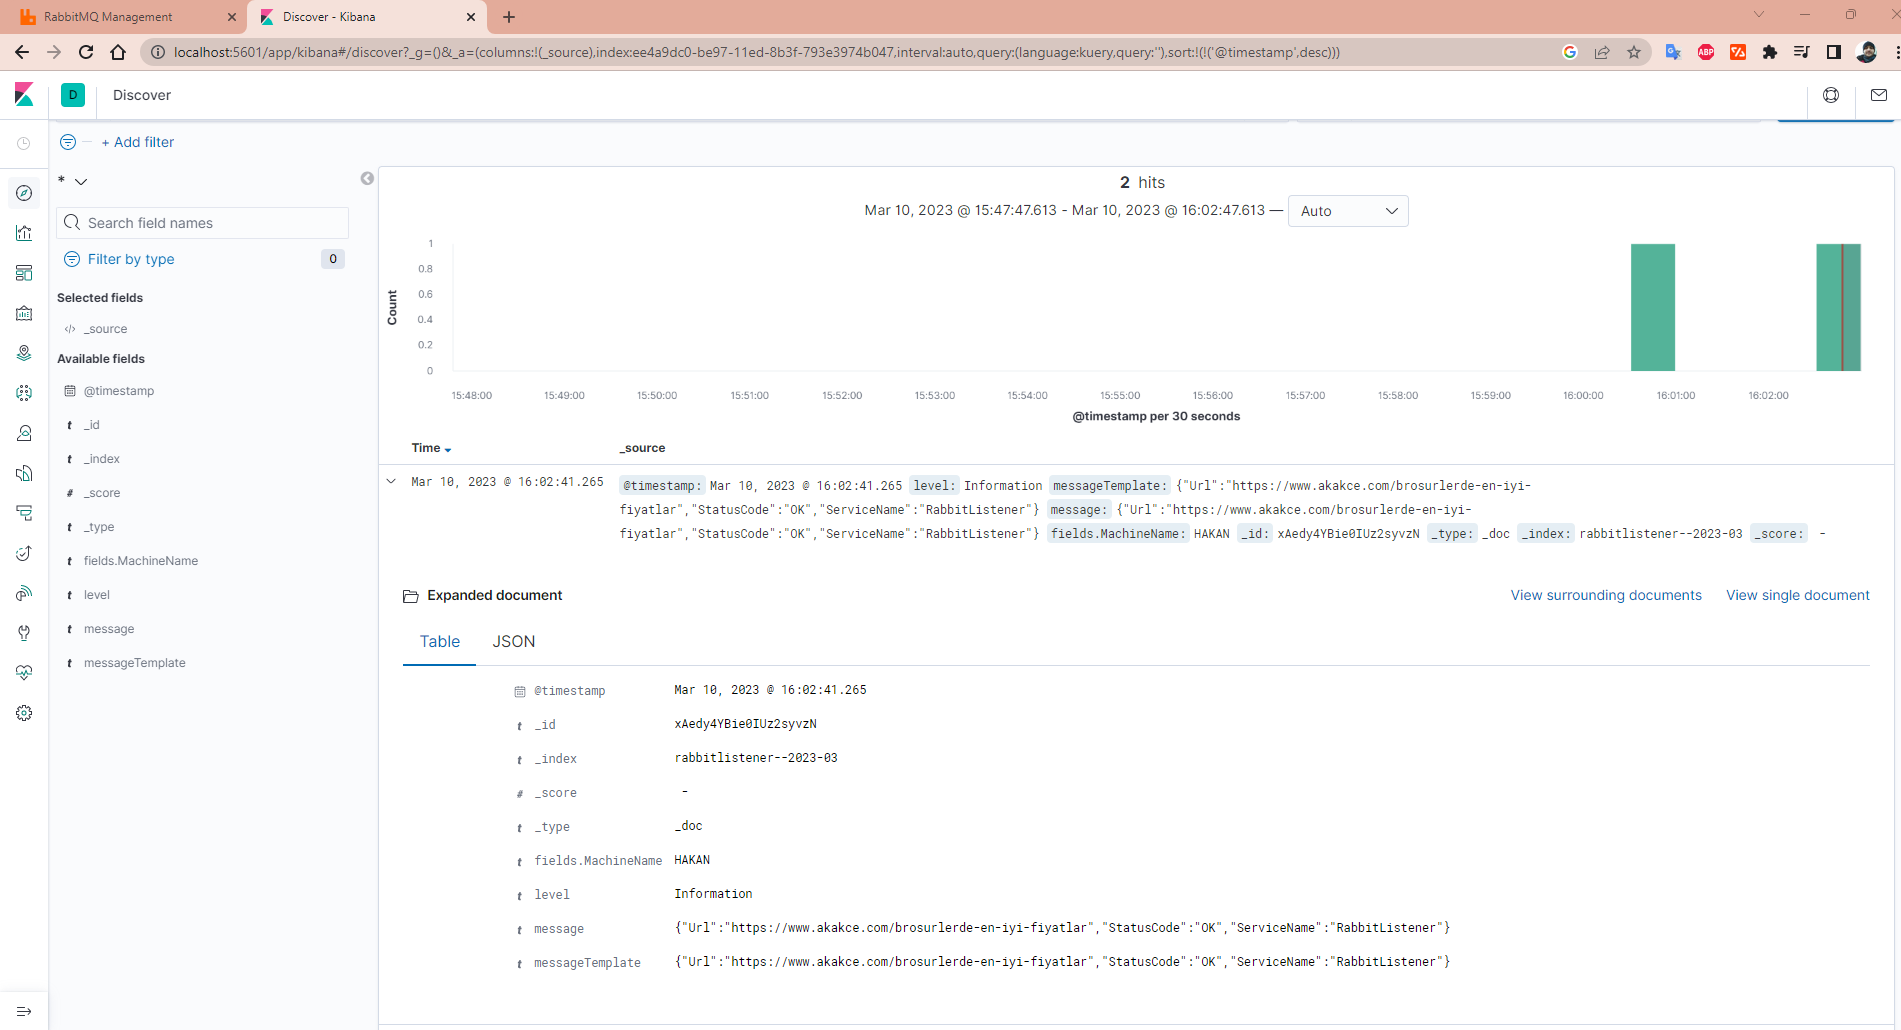 RabbitMQ Management
Discover - Kibana
localhost:5601/app/kibana#/discover?_g=()&_a=(columns:!(_source),index:ee4a9dc0-be97-11ed-8b3f-793e3974b047,interval:auto,query:(language:kuery,query:''),sort:!(!('@timestamp',desc)))
ABP
D
Discover
+ Add filter
*
Search field names
Filter by type
0
Selected fields
_source
Available fields
@timestamp
t _id
t _index
# _score
t _type
t fields.MachineName
t level
t message
t messageTemplate
2 hits
Mar 10, 2023 @ 15:47:47.613 - Mar 10, 2023 @ 16:02:47.613 —
Auto
Count
1
0.8
0.6
0.4
0.2
0
15:48:00 15:49:00 15:50:00 15:51:00 15:52:00 15:53:00 15:54:00 15:55:00 15:56:00 15:57:00 15:58:00 15:59:00 16:00:00 16:01:00 16:02:00
@timestamp per 30 seconds
Time _source
Mar 10, 2023 @ 16:02:41.265 @timestamp: Mar 10, 2023 @ 16:02:41.265 level: Information messageTemplate: {"Url":"https://www.akakce.com/brosurlerde-en-iyi-
fiyatlar","StatusCode":"OK","ServiceName":"RabbitListener"} message: {"Url":"https://www.akakce.com/brosurlerde-en-iyi-
fiyatlar","StatusCode":"OK","ServiceName":"RabbitListener"} fields.MachineName: HAKAN _id: xAedy4YBie0IUz2syvzN _type: _doc _index: rabbitlistener--2023-03 _score: -
Expanded document
View surrounding documents
View single document
Table
JSON
@timestamp Mar 10, 2023 @ 16:02:41.265
t _id xAedy4YBie0IUz2syvzN
t _index rabbitlistener--2023-03
# _score -
t _type _doc
t fields.MachineName HAKAN
t level Information
t message {"Url":"https://www.akakce.com/brosurlerde-en-iyi-fiyatlar","StatusCode":"OK","ServiceName":"RabbitListener"}
t messageTemplate {"Url":"https://www.akakce.com/brosurlerde-en-iyi-fiyatlar","StatusCode":"OK","ServiceName":"RabbitListener"}